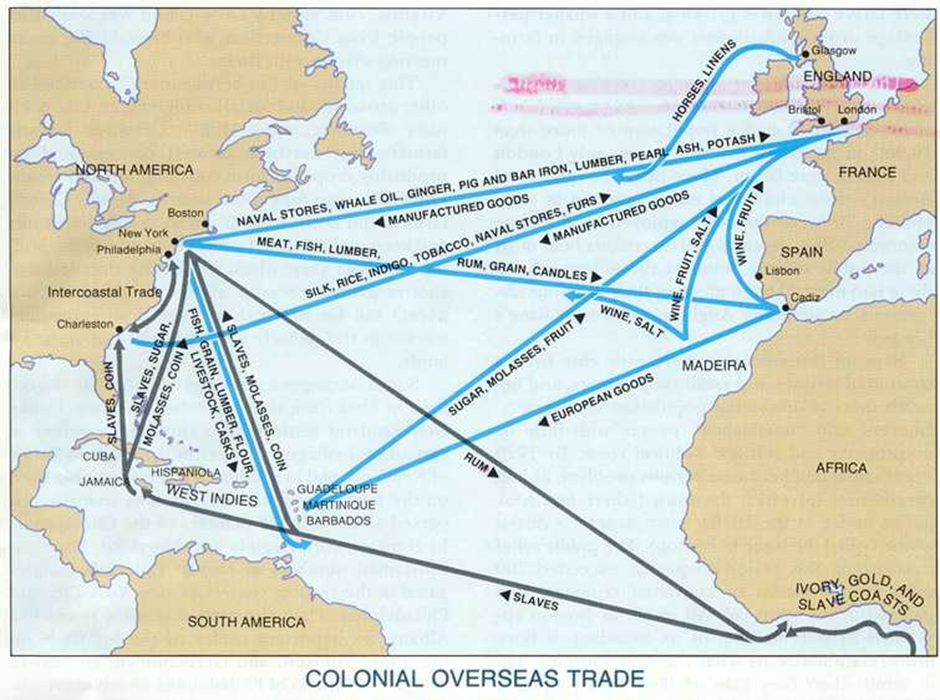 Glasgow
HORSES, LINENS
ENGLAND
Bristol
London
NAVAL STORES, WHALE OIL, GINGER, PIG AND BAR IRON, LUMBER, PEARL ASH, POTASH
NORTH AMERICA
FRANCE
MANUFACTURED GOODS
Boston
New York
Philadelphia
MEAT, FISH, LUMBER,
SILK, RICE, INDIGO, TOBACCO, NAVAL STORES, FURS
MANUFACTURED GOODS
RUM, GRAIN, CANDLES
WINE, FRUIT, SALT
WINE, FRUIT
SPAIN
Lisbon
Cadiz
Intercoastal Trade
Charleston
WINE, SALT
MADEIRA
SUGAR, MOLASSES, FRUIT
EUROPEAN GOODS
SLAVES, COIN
SLAVES, SUGAR,
MOLASSES, COIN
FISH, GRAIN, LUMBER, FLOUR,
LIVESTOCK, CASKS
SLAVES, MOLASSES, COIN
CUBA
JAMAICA
HISPANIOLA
WEST INDIES
GUADELOUPE
MARTINIQUE
BARBADOS
RUM
AFRICA
SLAVES
IVORY, GOLD, AND
SLAVE COASTS
SOUTH AMERICA
COLONIAL OVERSEAS TRADE